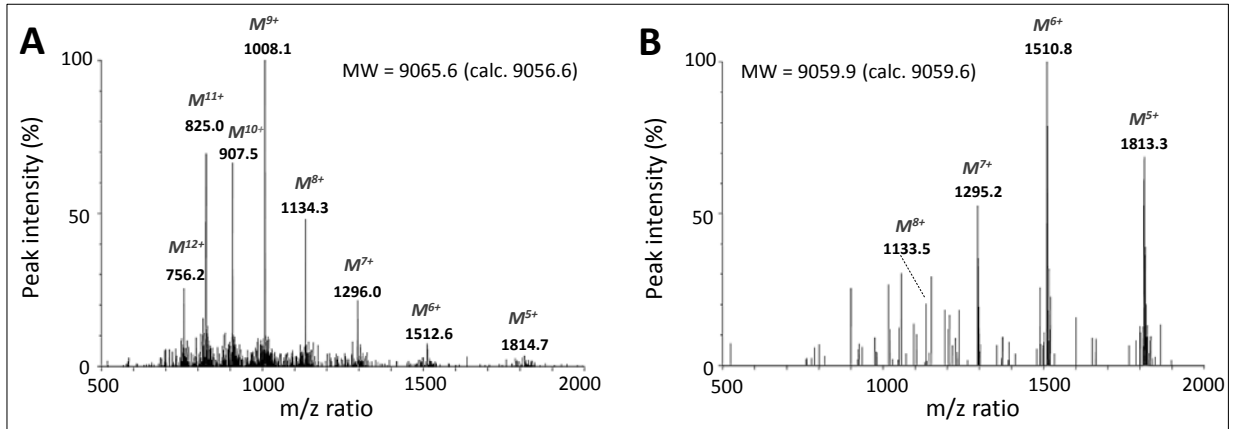 A
M9+
1008.1
MW = 9065.6 (calc. 9056.6)
M11+
825.0
M10+
907.5
M8+
1134.3
M12+
756.2
M7+
1296.0
M6+
1512.6
M5+
1814.7
100
50
0
Peak intensity (%)
500
1000
1500
2000
m/z ratio
B
M6+
1510.8
MW = 9059.9 (calc. 9059.6)
M5+
1813.3
M7+
1295.2
M8+
1133.5
100
50
0
Peak intensity (%)
500
1000
1500
2000
m/z ratio